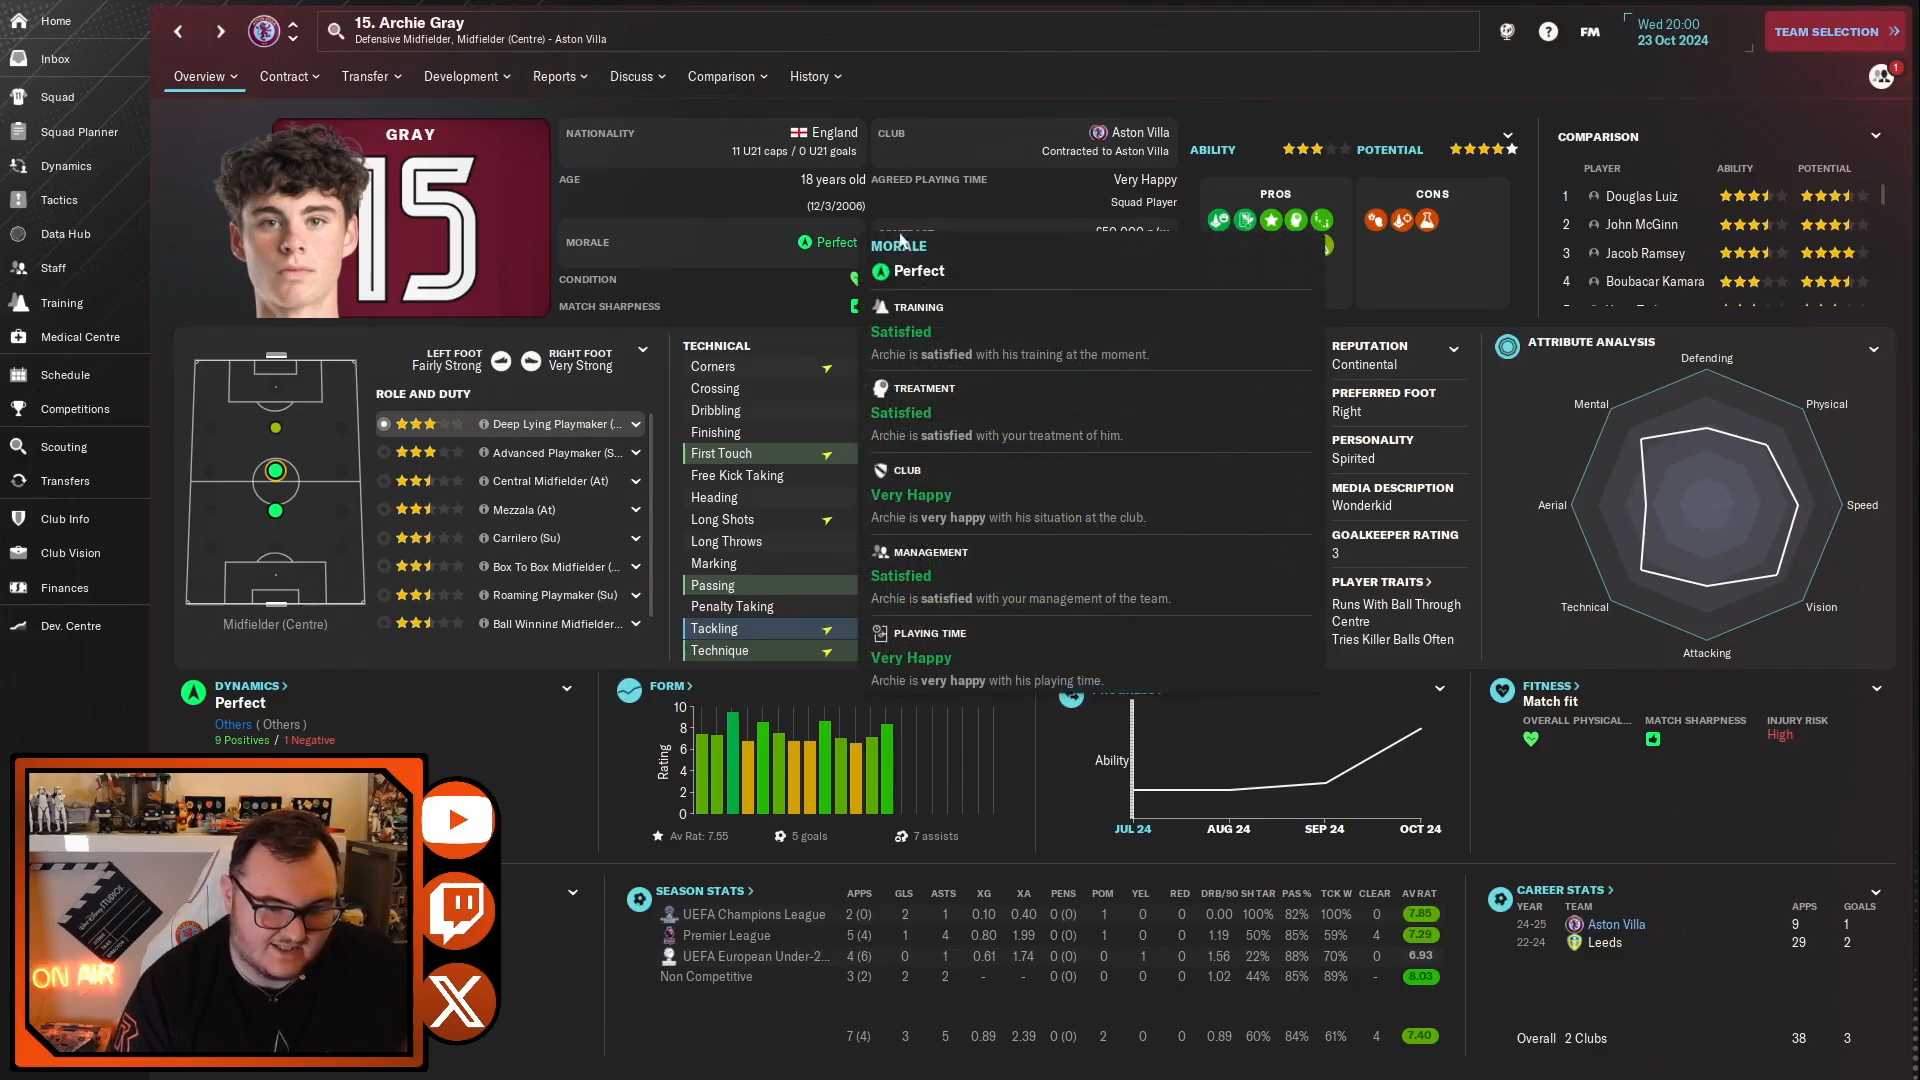 Home
Inbox
Squad
Squad Planner
Dynamics
Tactics
Data Hub
Staff
Training
Medical Centre
Schedule
Competitions
Scouting
Transfers
Club Info
Club Vision
Finances
Dev. Centre
15. Archie Gray
Defensive Midfielder, Midfielder (Centre) - Aston Villa
FM
Wed 20:00
23 Oct 2024
TEAM SELECTION
Overview
Contract
Transfer
Development
Reports
Discuss
Comparison
History
1
GRAY
15
NATIONALITY
England
11 U21 caps / 0 U21 goals
AGE
18 years old
(12/3/2006)
MORALE
Perfect
CONDITION
MATCH SHARPNESS
CLUB
Aston Villa
Contracted to Aston Villa
AGREED PLAYING TIME
Very Happy
Squad Player
ABILITY
POTENTIAL
PROS
CONS
COMPARISON
PLAYER ABILITY POTENTIAL
1 Douglas Luiz
2 John McGinn
3 Jacob Ramsey
4 Boubacar Kamara
MORALE
Perfect
TRAINING
Satisfied
Archie is satisfied with his training at the moment.
TREATMENT
Satisfied
Archie is satisfied with your treatment of him.
CLUB
Very Happy
Archie is very happy with his situation at the club.
MANAGEMENT
Satisfied
Archie is satisfied with your management of the team.
PLAYING TIME
Very Happy
Archie is very happy with his playing time.
LEFT FOOT
Fairly Strong
RIGHT FOOT
Very Strong
ROLE AND DUTY
Deep Lying Playmaker (...
Advanced Playmaker (S...
Central Midfielder (At)
Mezzala (At)
Carrilero (Su)
Box To Box Midfielder (...
Roaming Playmaker (Su)
Ball Winning Midfielder...
Midfielder (Centre)
TECHNICAL
Corners
Crossing
Dribbling
Finishing
First Touch
Free Kick Taking
Heading
Long Shots
Long Throws
Marking
Passing
Penalty Taking
Tackling
Technique
REPUTATION
Continental
PREFERRED FOOT
Right
PERSONALITY
Spirited
MEDIA DESCRIPTION
Wonderkid
GOALKEEPER RATING
3
PLAYER TRAITS
Runs With Ball Through
Centre
Tries Killer Balls Often
ATTRIBUTE ANALYSIS
Defending
Physical
Speed
Vision
Attacking
Technical
Aerial
Mental
DYNAMICS
Perfect
Others ( Others )
9 Positives / 1 Negative
FORM
Rating
10
8
6
4
2
0
Av Rat: 7.55
5 goals
7 assists
Ability
JUL 24
AUG 24
SEP 24
OCT 24
FITNESS
Match fit
OVERALL PHYSICAL... MATCH SHARPNESS INJURY RISK
High
SEASON STATS APPS GLS ASTS XG XA PENS POM YEL RED DRB/90 SH TAR PAS % TCK W CLEAR AV RAT
UEFA Champions League 2 (0) 2 1 0.10 0.40 0 (0) 1 0 0 0.00 100% 82% 100% 0 7.85
Premier League 5 (4) 1 4 0.80 1.99 0 (0) 1 0 0 1.19 50% 85% 59% 4 7.29
UEFA European Under-2... 4 (6) 0 1 0.61 1.74 0 (0) 0 1 0 1.56 22% 88% 70% 0 6.93
Non Competitive 3 (2) 2 2 - - 0 (0) 0 0 0 1.02 44% 85% 89% - 8.03
7 (4) 3 5 0.89 2.39 0 (0) 2 0 0 0.89 60% 84% 61% 4 7.40
CAREER STATS
YEAR TEAM APPS GOALS
24-25 Aston Villa 9 1
22-24 Leeds 29 2
Overall 2 Clubs 38 3
ON AIR